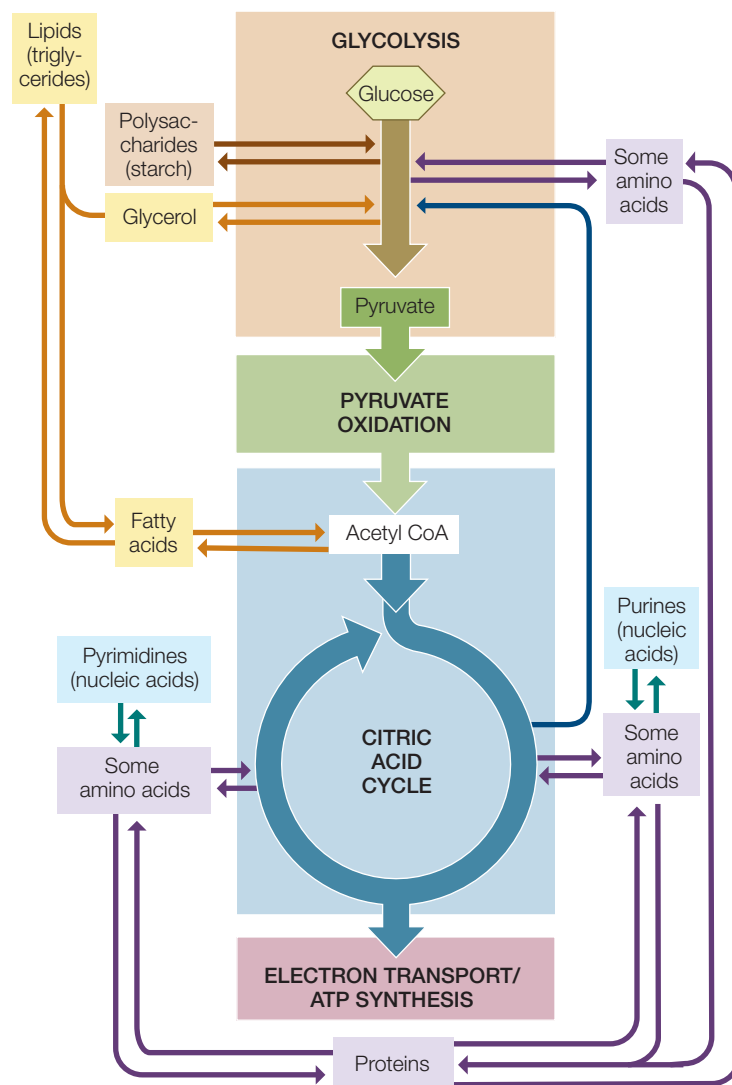 Lipids
(trigly-
cerides)
GLYCOLYSIS
Glucose
Polysac-
charides
(starch)
Some
amino
acids
Glycerol
Pyruvate
PYRUVATE
OXIDATION
Fatty
acids
Acetyl CoA
Purines
(nucleic
acids)
Pyrimidines
(nucleic acids)
Some
amino acids
CITRIC
ACID
CYCLE
Some
amino
acids
ELECTRON TRANSPORT/
ATP SYNTHESIS
Proteins